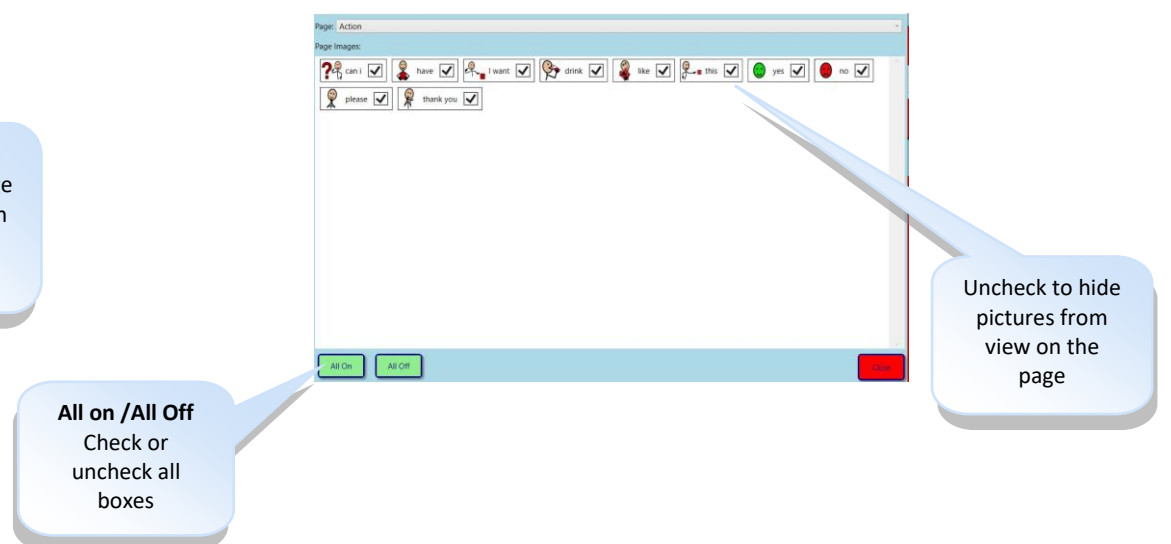 Page: Action
Page Images:
can i have I want drink like this yes no
please thank you
All On All Off Close
Uncheck to hide
pictures from
view on the
page
All on /All Off
Check or
uncheck all
boxes